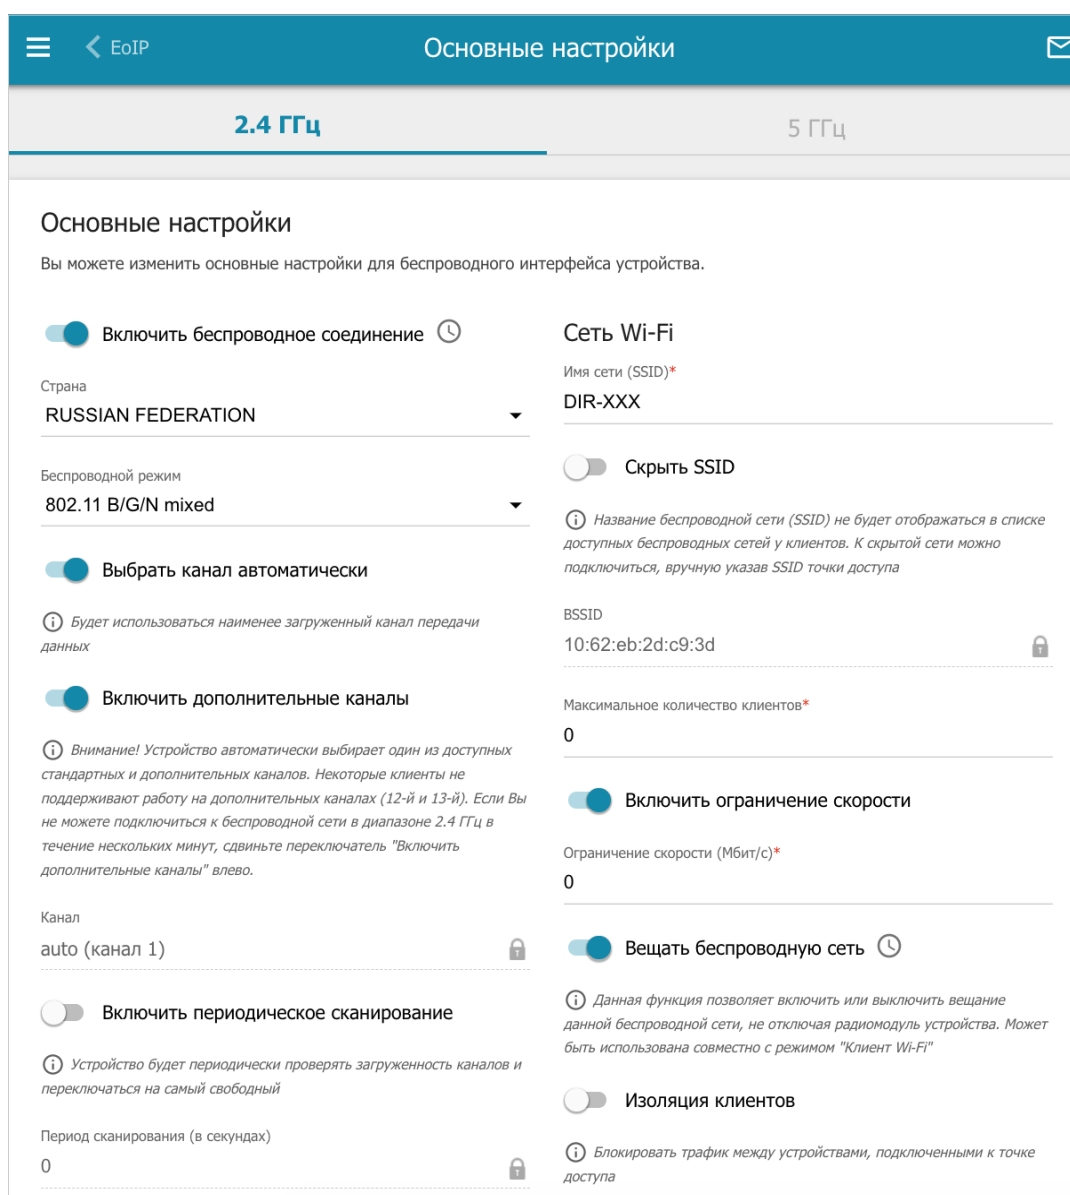 EoIP
Основные настройки
2.4 ГГц
5 ГГц
Основные настройки
Вы можете изменить основные настройки для беспроводного интерфейса устройства.
Включить беспроводное соединение
Страна
RUSSIAN FEDERATION
Беспроводной режим
802.11 B/G/N mixed
Выбрать канал автоматически
Будет использоваться наименее загруженный канал передачи
данных
Включить дополнительные каналы
Внимание! Устройство автоматически выбирает один из доступных
стандартных и дополнительных каналов. Некоторые клиенты не
поддерживают работу на дополнительных каналах (12-й и 13-й). Если Вы
не можете подключиться к беспроводной сети в диапазоне 2.4 ГГц в
течение нескольких минут, сдвиньте переключатель "Включить
дополнительные каналы" влево.
Канал
auto (канал 1)
Включить периодическое сканирование
Устройство будет периодически проверять загруженность каналов и
переключаться на самый свободный
Период сканирования (в секундах)
0
Сеть Wi-Fi
Имя сети (SSID)*
DIR-XXX
Скрыть SSID
Название беспроводной сети (SSID) не будет отображаться в списке
доступных беспроводных сетей у клиентов. К скрытой сети можно
подключиться, вручную указав SSID точки доступа
BSSID
10:62:eb:2d:c9:3d
Максимальное количество клиентов*
0
Включить ограничение скорости
Ограничение скорости (Мбит/с)*
0
Вещать беспроводную сеть
Данная функция позволяет включить или выключить вещание
данной беспроводной сети, не отключая радиомодуль устройства. Может
быть использована совместно с режимом "Клиент Wi-Fi"
Изоляция клиентов
Блокировать трафик между устройствами, подключенными к точке
доступа